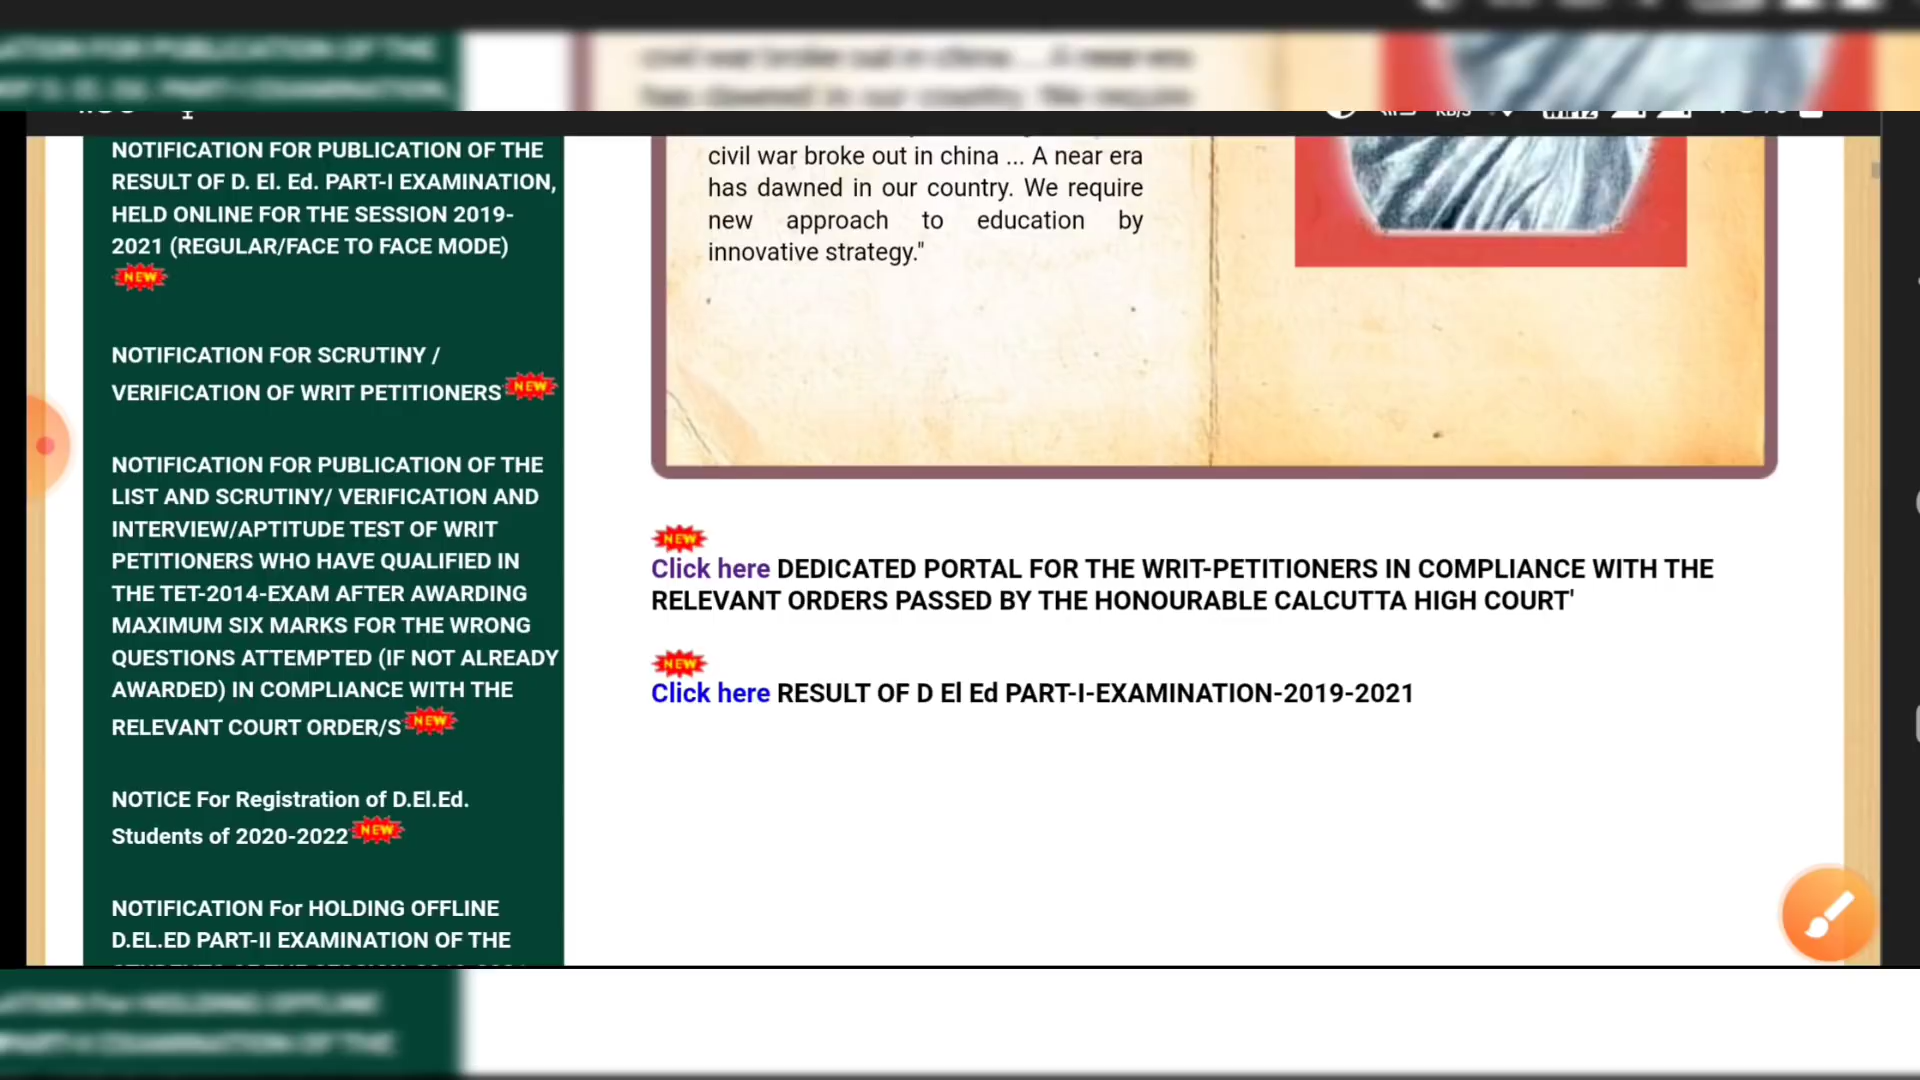 NOTIFICATION FOR PUBLICATION OF THE
RESULT OF D. El. Ed. PART-I EXAMINATION,
HELD ONLINE FOR THE SESSION 2019-
2021 (REGULAR/FACE TO FACE MODE)
NEW
NOTIFICATION FOR SCRUTINY /
VERIFICATION OF WRIT PETITIONERS NEW
NOTIFICATION FOR PUBLICATION OF THE
LIST AND SCRUTINY/ VERIFICATION AND
INTERVIEW/APTITUDE TEST OF WRIT
PETITIONERS WHO HAVE QUALIFIED IN
THE TET-2014-EXAM AFTER AWARDING
MAXIMUM SIX MARKS FOR THE WRONG
QUESTIONS ATTEMPTED (IF NOT ALREADY
AWARDED) IN COMPLIANCE WITH THE
RELEVANT COURT ORDER/S NEW
NOTICE For Registration of D.El.Ed.
Students of 2020-2022 NEW
NOTIFICATION For HOLDING OFFLINE
D.EL.ED PART-II EXAMINATION OF THE
civil war broke out in china ... A near era
has dawned in our country. We require
new approach to education by
innovative strategy."
NEW
Click here DEDICATED PORTAL FOR THE WRIT-PETITIONERS IN COMPLIANCE WITH THE
RELEVANT ORDERS PASSED BY THE HONOURABLE CALCUTTA HIGH COURT'
NEW
Click here RESULT OF D El Ed PART-I-EXAMINATION-2019-2021